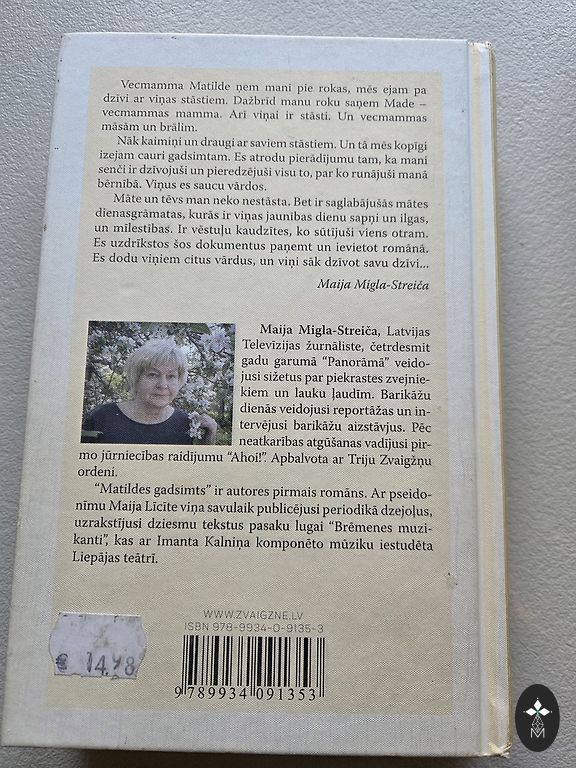 Vecmamma Matilde ņem mani pie rokas, mēs ejam pa
dzīvi ar viņas stāstiem. Dažbrīd manu roku saņem Made –
vecmammas mamma. Arī viņai ir stāsti. Un vecmammas
māsām un brālim.
Nāk kaimiņi un draugi ar saviem stāstiem. Un tā mēs kopīgi
izejam cauri gadsimtam. Es atrodu pierādījumu tam, ka mani
senči ir dzīvojuši un pieredzējuši visu to, par ko runājuši manā
bērnībā. Viņus es saucu vārdos.
Māte un tēvs man neko nestāsta. Bet ir saglabājušās mātes
dienasgrāmatas, kurās ir viņas jaunības dienu sapņi un ilgas,
un mīlestības. Ir vēstuļu kaudzītes, ko sūtījuši viens otram.
Es uzdrīkstos šos dokumentus paņemt un ievietot romānā.
Es dodu viņiem citus vārdus, un viņi sāk dzīvot savu dzīvi...
Maija Migla-Streiča
Maija Migla-Streiča, Latvijas
Televīzijas žurnāliste, četrdesmit
gadu garumā “Panorāmā” veido-
jusi sižetus par piekrastes zvejnie-
kiem un lauku ļaudīm. Barikāžu
dienās veidojusi reportāžas un in-
tervējusi barikāžu aizstāvjus. Pēc
neatkarības atgūšanas vadījusi pir-
mo jūrniecības raidījumu “Ahoi!”. Apbalvota ar Triju Zvaigžņu
ordeni.
“Matildes gadsimts” ir autores pirmais romāns. Ar pseido-
nīmu Maija Līcīte viņa savulaik publicējusi periodikā dzejoļus,
uzrakstījusi dziesmu tekstus pasaku lugai “Brēmenes muzi-
kanti”, kas ar Imanta Kalniņa komponēto mūziku iestudēta
Liepājas teātrī.
WWW.ZVAIGZNE.LV
ISBN 978-9934-0-9135-3
€ 14.98
9789934091353
M